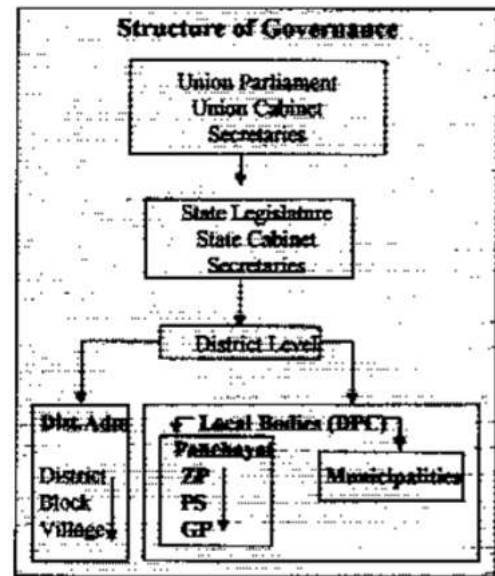 Structure of Governance
Union Parliament
Union Cabinet
Secretaries
State Legislature
State Cabinet
Secretaries
District Level
Dist. Adm
District
Block
Village
Local Bodies (DPC)
Panchayat
ZP
PS
GP
Municipalities